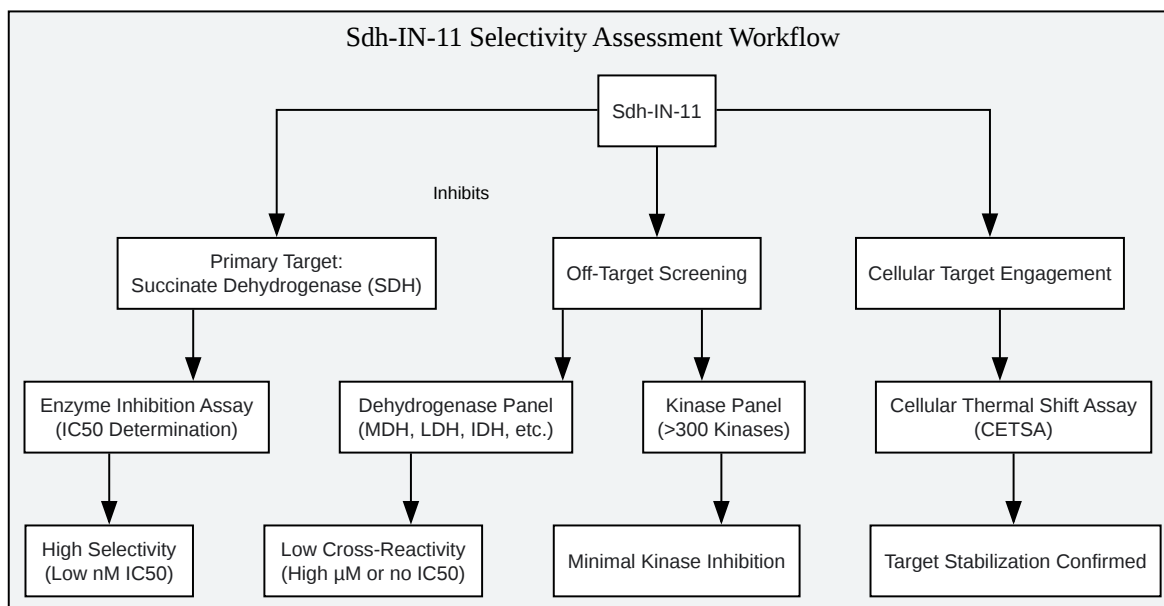 Sdh-IN-11 Selectivity Assessment Workflow
Sdh-IN-11
Inhibits
Primary Target:
Succinate Dehydrogenase (SDH)
Off-Target Screening
Cellular Target Engagement
Enzyme Inhibition Assay
(IC50 Determination)
Dehydrogenase Panel
(MDH, LDH, IDH, etc.)
Kinase Panel
(>300 Kinases)
Cellular Thermal Shift Assay
(CETSA)
High Selectivity
(Low nM IC50)
Low Cross-Reactivity
(High µM or no IC50)
Minimal Kinase Inhibition
Target Stabilization Confirmed